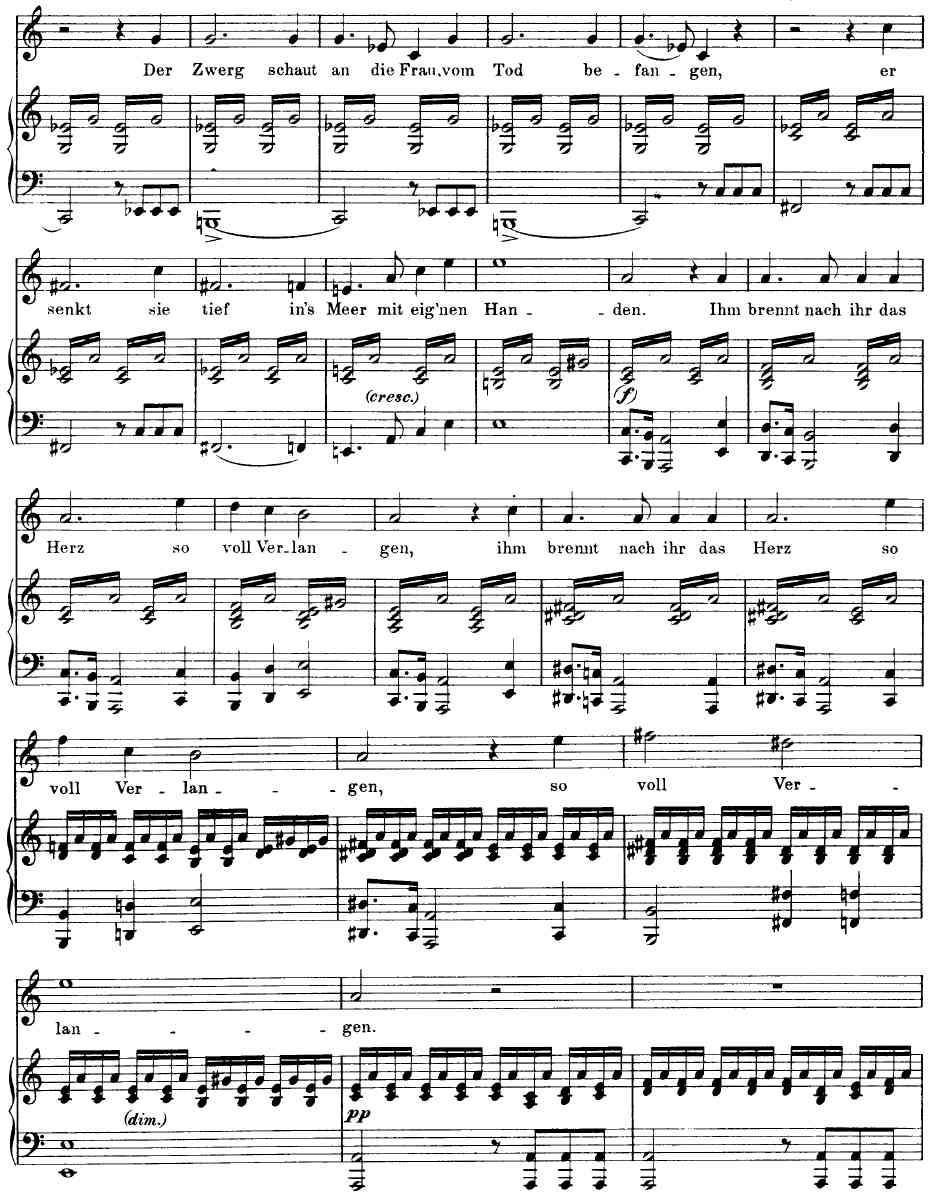 Der Zwerg schaut an die Frau, vom Tod be - fan - gen, er
senkt sie tief in's Meer mit eig'nen Han - - - den. Ihm brennt nach ihr das
(cresc.) f
Herz so voll Ver - lan - gen, ihm brennt nach ihr das Herz so
voll Ver - lan - - - gen, so voll Ver - - -
lan - - - - gen.
(dim.) pp